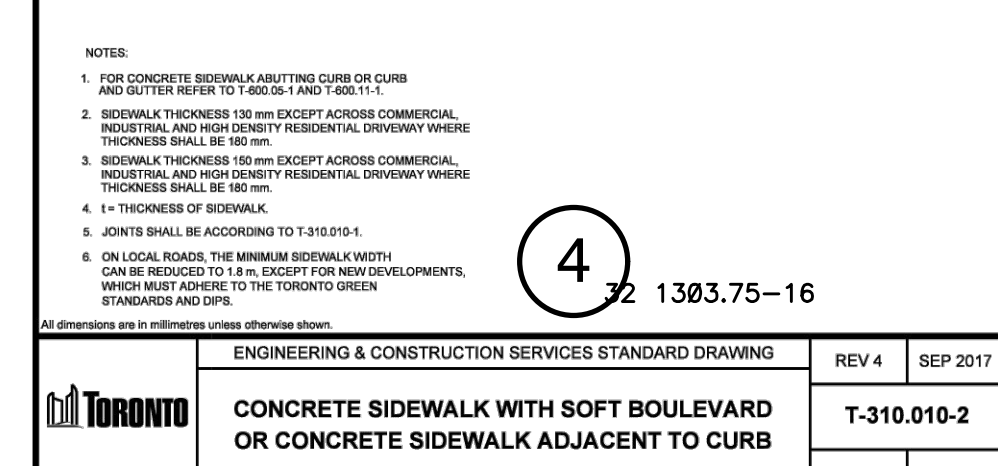 NOTES:
1. FOR CONCRETE SIDEWALK ABUTTING CURB OR CURB
AND GUTTER REFER TO T-600.05-1 AND T-600.11-1.
2. SIDEWALK THICKNESS 130 mm EXCEPT ACROSS COMMERCIAL,
INDUSTRIAL AND HIGH DENSITY RESIDENTIAL DRIVEWAY WHERE
THICKNESS SHALL BE 180 mm.
3. SIDEWALK THICKNESS 150 mm EXCEPT ACROSS COMMERCIAL,
INDUSTRIAL AND HIGH DENSITY RESIDENTIAL DRIVEWAY WHERE
THICKNESS SHALL BE 180 mm.
4. t = THICKNESS OF SIDEWALK.
5. JOINTS SHALL BE ACCORDING TO T-310.010-1.
6. ON LOCAL ROADS, THE MINIMUM SIDEWALK WIDTH
CAN BE REDUCED TO 1.8 m, EXCEPT FOR NEW DEVELOPMENTS,
WHICH MUST ADHERE TO THE TORONTO GREEN
STANDARDS AND DIPS.
4
32 1303.75-16
All dimensions are in millimetres unless otherwise shown.
TORONTO
ENGINEERING & CONSTRUCTION SERVICES STANDARD DRAWING
CONCRETE SIDEWALK WITH SOFT BOULEVARD
OR CONCRETE SIDEWALK ADJACENT TO CURB
REV 4 SEP 2017
T-310.010-2